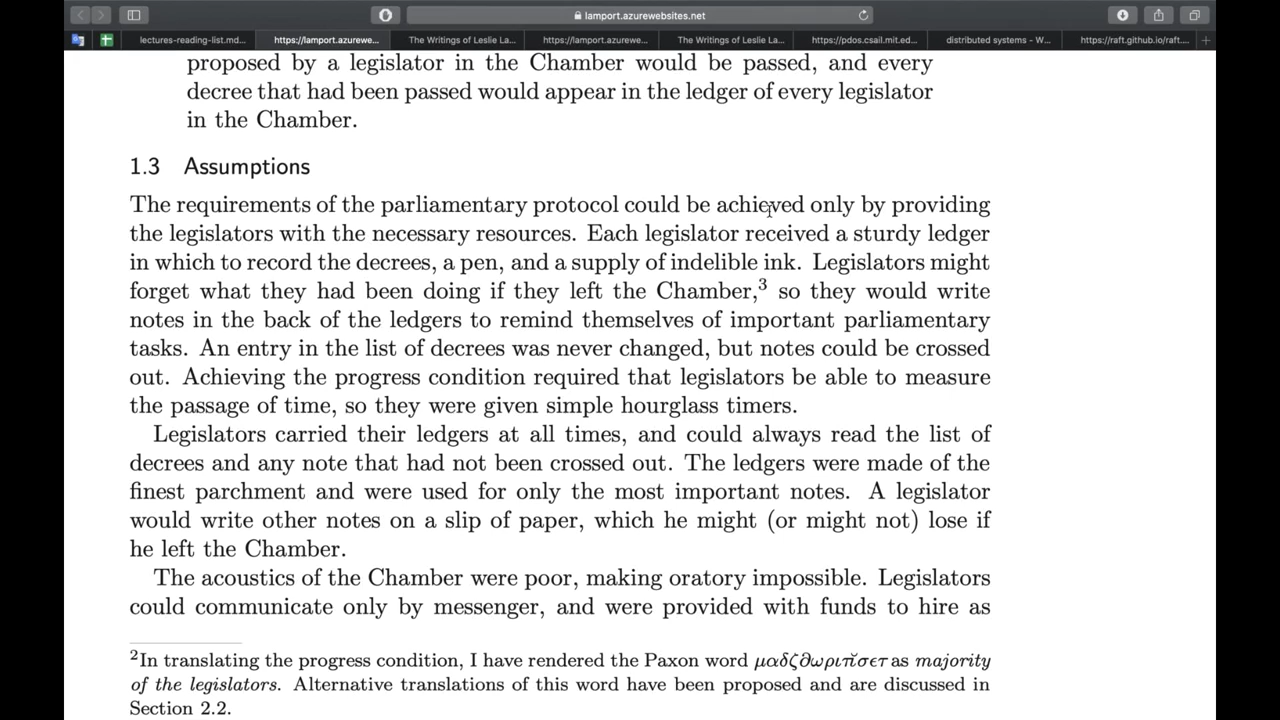 lamport.azurewebsites.net
lectures-reading-list.md...
https://lamport.azurewe...
The Writings of Leslie La...
https://lamport.azurewe...
The Writings of Leslie La...
https://pdos.csail.mit.ed...
distributed systems - W...
https://raft.github.io/raft....
proposed by a legislator in the Chamber would be passed, and every
decree that had been passed would appear in the ledger of every legislator
in the Chamber.
1.3 Assumptions
The requirements of the parliamentary protocol could be achieved only by providing
the legislators with the necessary resources. Each legislator received a sturdy ledger
in which to record the decrees, a pen, and a supply of indelible ink. Legislators might
forget what they had been doing if they left the Chamber,³ so they would write
notes in the back of the ledgers to remind themselves of important parliamentary
tasks. An entry in the list of decrees was never changed, but notes could be crossed
out. Achieving the progress condition required that legislators be able to measure
the passage of time, so they were given simple hourglass timers.
Legislators carried their ledgers at all times, and could always read the list of
decrees and any note that had not been crossed out. The ledgers were made of the
finest parchment and were used for only the most important notes. A legislator
would write other notes on a slip of paper, which he might (or might not) lose if
he left the Chamber.
The acoustics of the Chamber were poor, making oratory impossible. Legislators
could communicate only by messenger, and were provided with funds to hire as
²In translating the progress condition, I have rendered the Paxon word as majority
of the legislators. Alternative translations of this word have been proposed and are discussed in
Section 2.2.